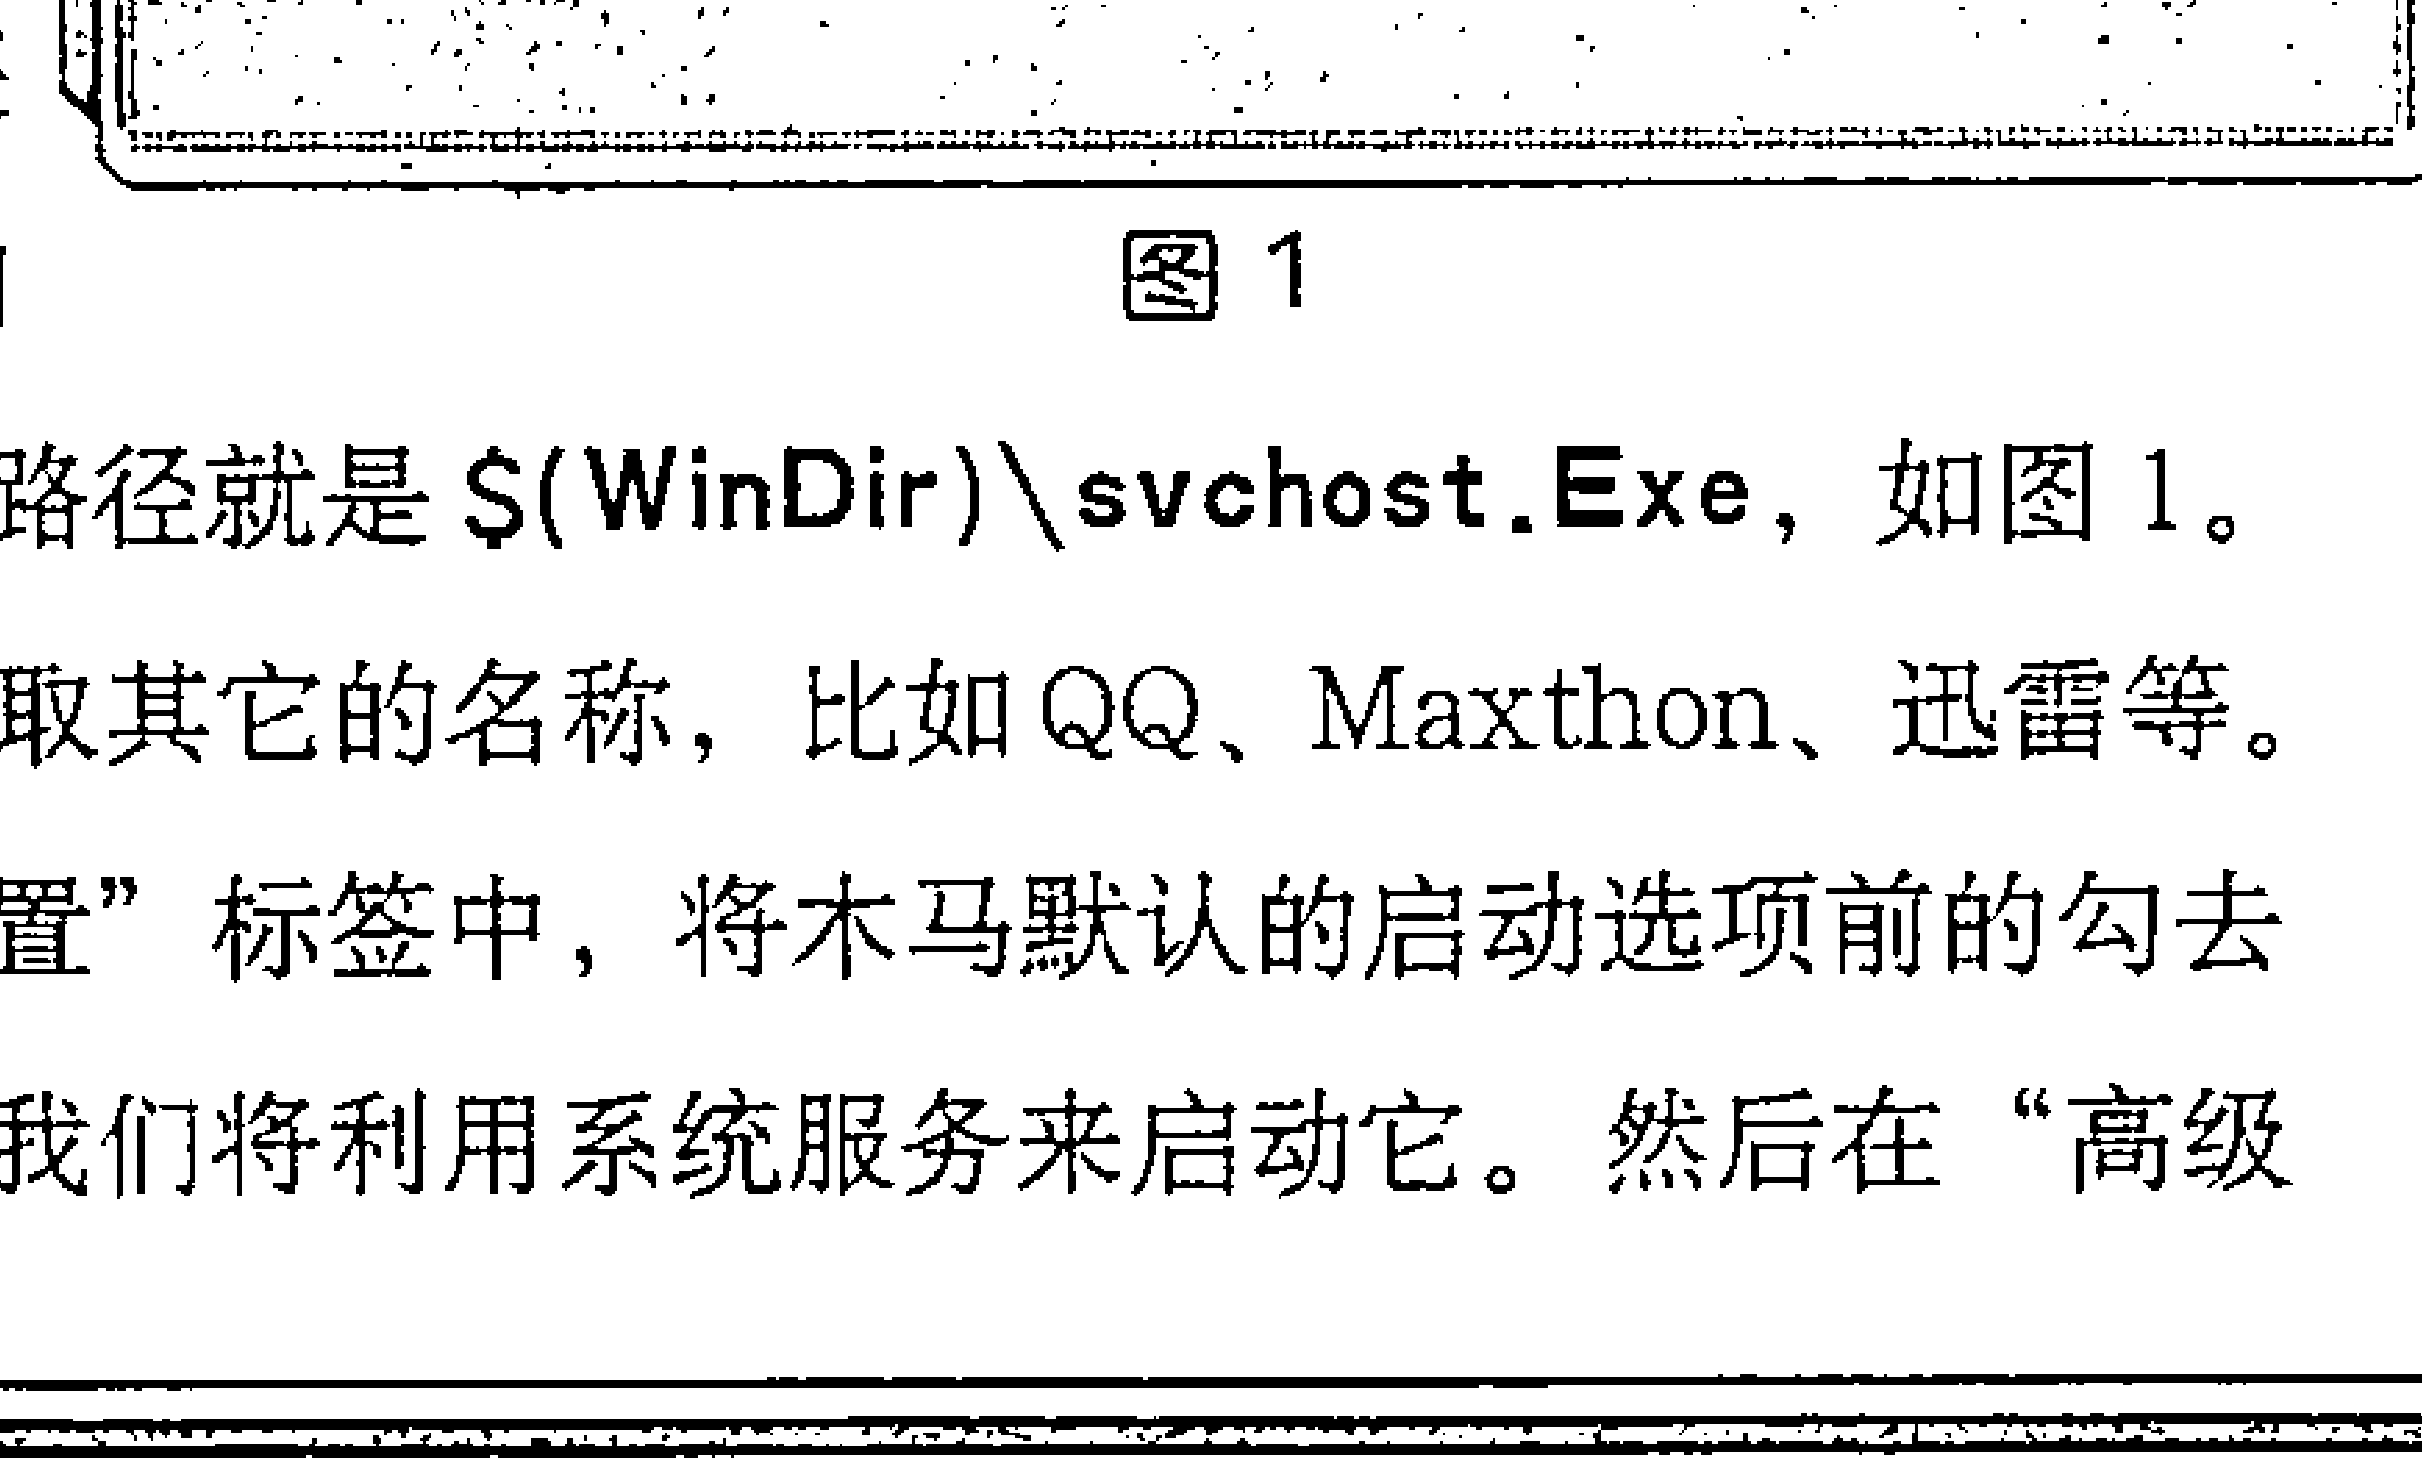 图 1
路径就是 $(WinDir)\svchost.Exe，如图 1。
取其它的名称，比如QQ、Maxthon、迅雷等。
置”标签中，将木马默认的启动选项前的勾去
我们将利用系统服务来启动它。然后在“高级